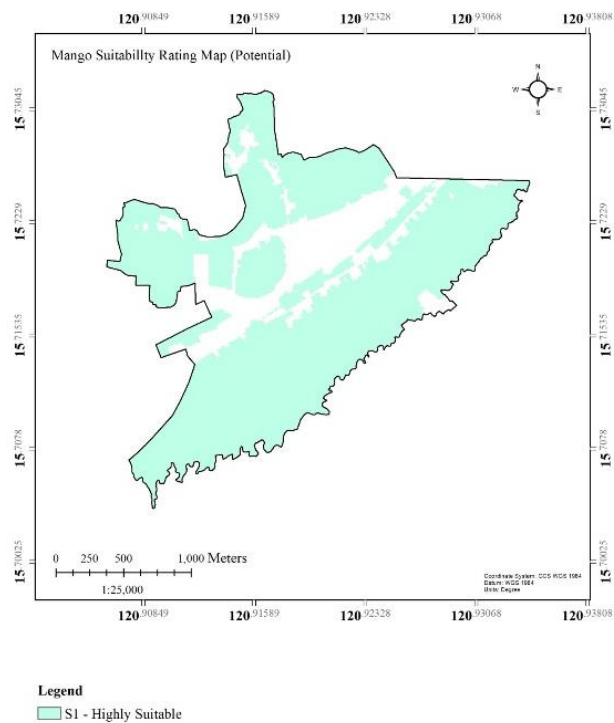 120.90849 120.91589 120.92328 120.93068 120.93808
Mango Suitability Rating Map (Potential)
N
W E
S
15.73045 15.73045
15.7229 15.7229
15.71535 15.71535
15.7078 15.7078
15.70025 15.70025
0 250 500 1,000 Meters
1:25,000
Coordinate System: GCS WGS 1984
Datum: WGS 1984
Units: Degree
120.90849 120.91589 120.92328 120.93068 120.93808
Legend
S1 - Highly Suitable